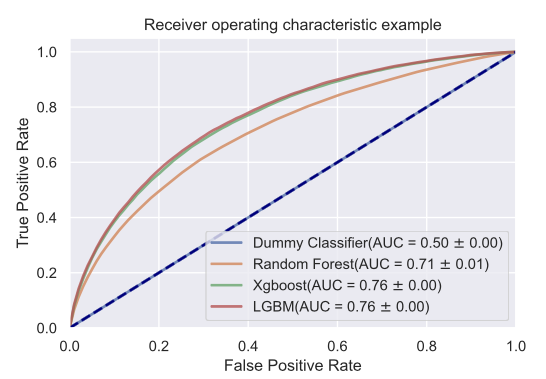 Receiver operating characteristic example
True Positive Rate
1.0
0.8
0.6
0.4
0.2
0.0
Dummy Classifier(AUC = 0.50 ± 0.00)
Random Forest(AUC = 0.71 ± 0.01)
Xgboost(AUC = 0.76 ± 0.00)
LGBM(AUC = 0.76 ± 0.00)
0.0 0.2 0.4 0.6 0.8 1.0
False Positive Rate